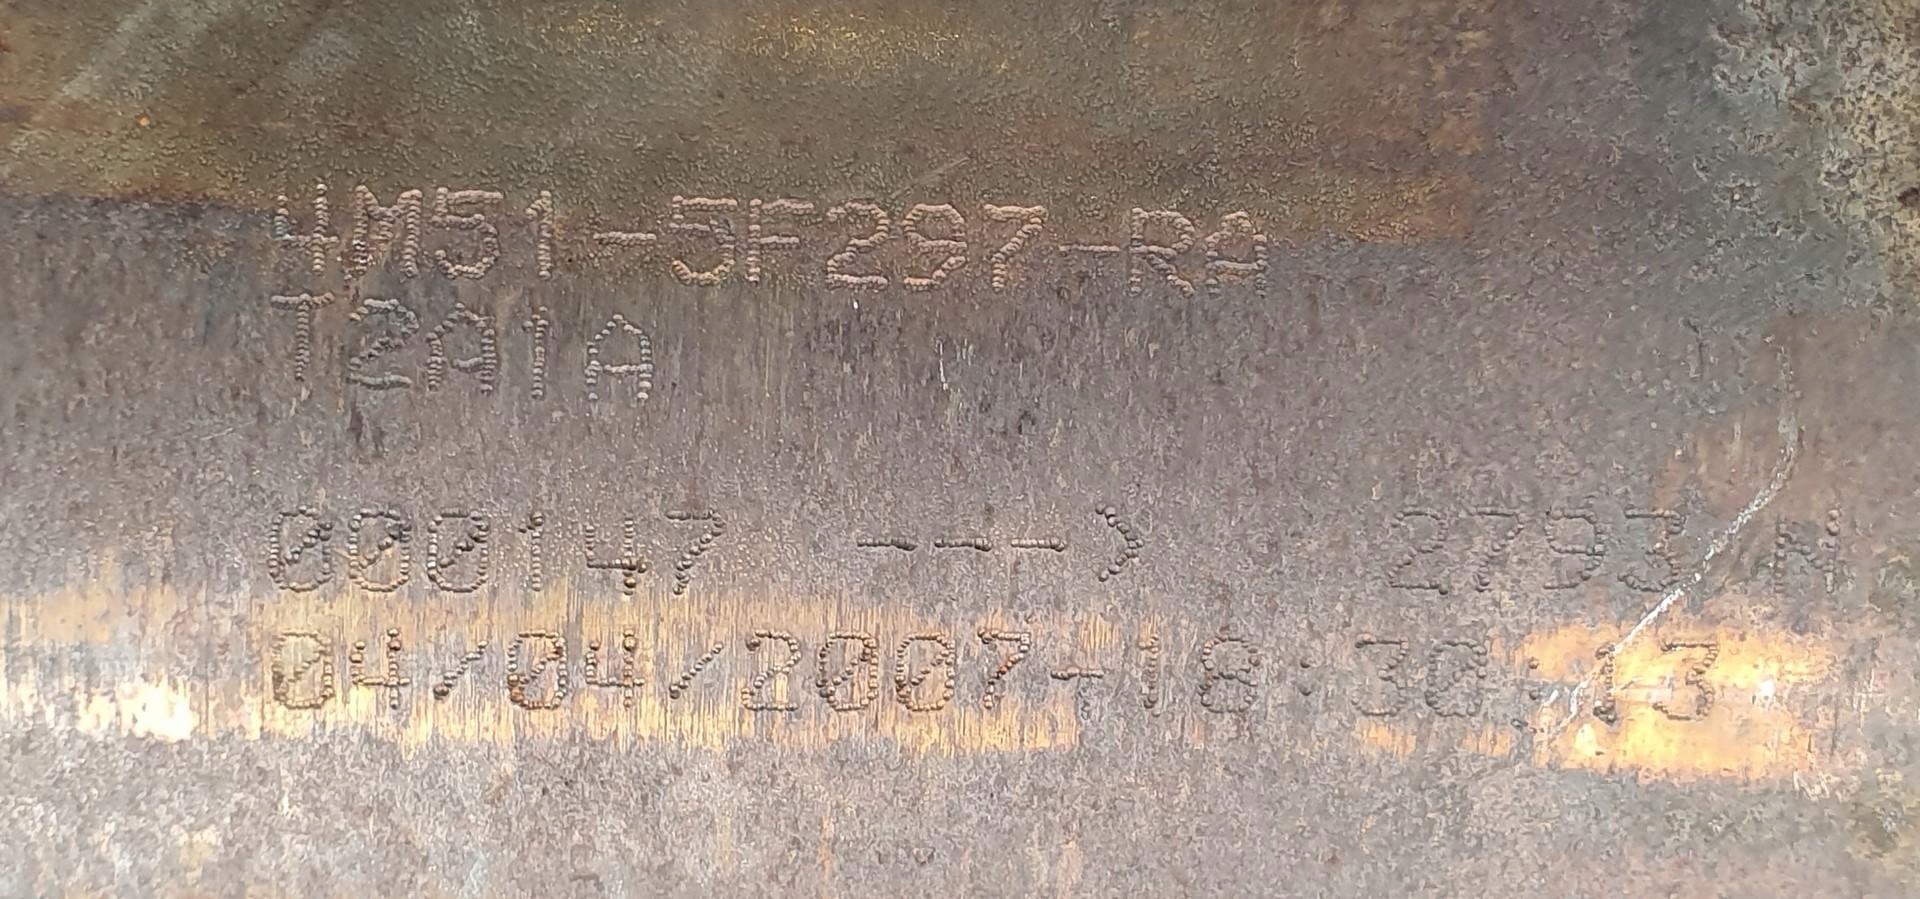 4M51-5F297-RA
T2A1A
000147 ---> 2793 N
04/04/2007-18:30:13